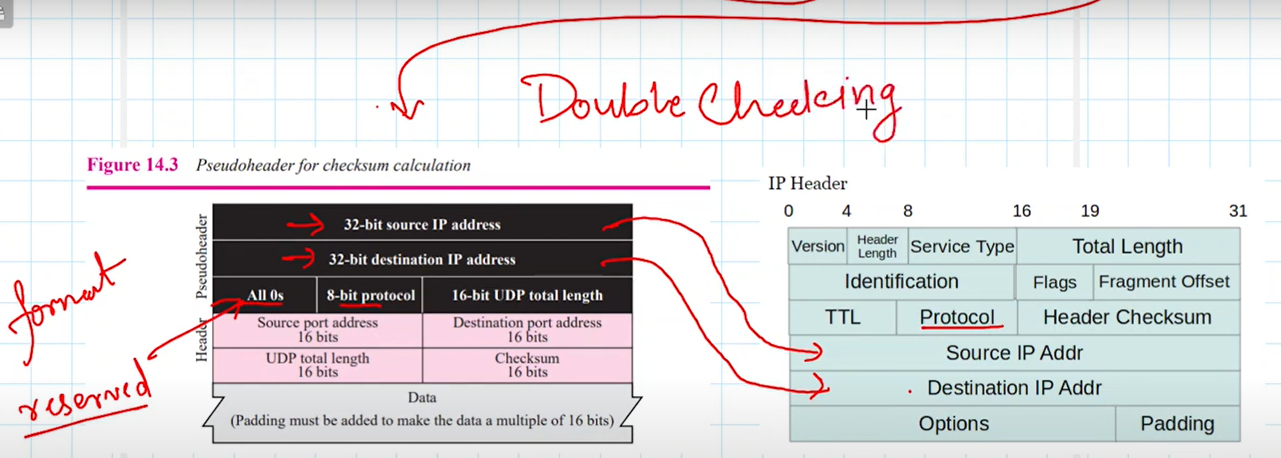 Double Checking
Figure 14.3 Pseudoheader for checksum calculation
Pseudoheader
32-bit source IP address
32-bit destination IP address
All 0s 8-bit protocol 16-bit UDP total length
Header
Source port address
16 bits
Destination port address
16 bits
UDP total length
16 bits
Checksum
16 bits
Data
(Padding must be added to make the data a multiple of 16 bits)
format
reserved
IP Header
0 4 8 16 19 31
Version Header Length Service Type Total Length
Identification Flags Fragment Offset
TTL Protocol Header Checksum
Source IP Addr
Destination IP Addr
Options Padding